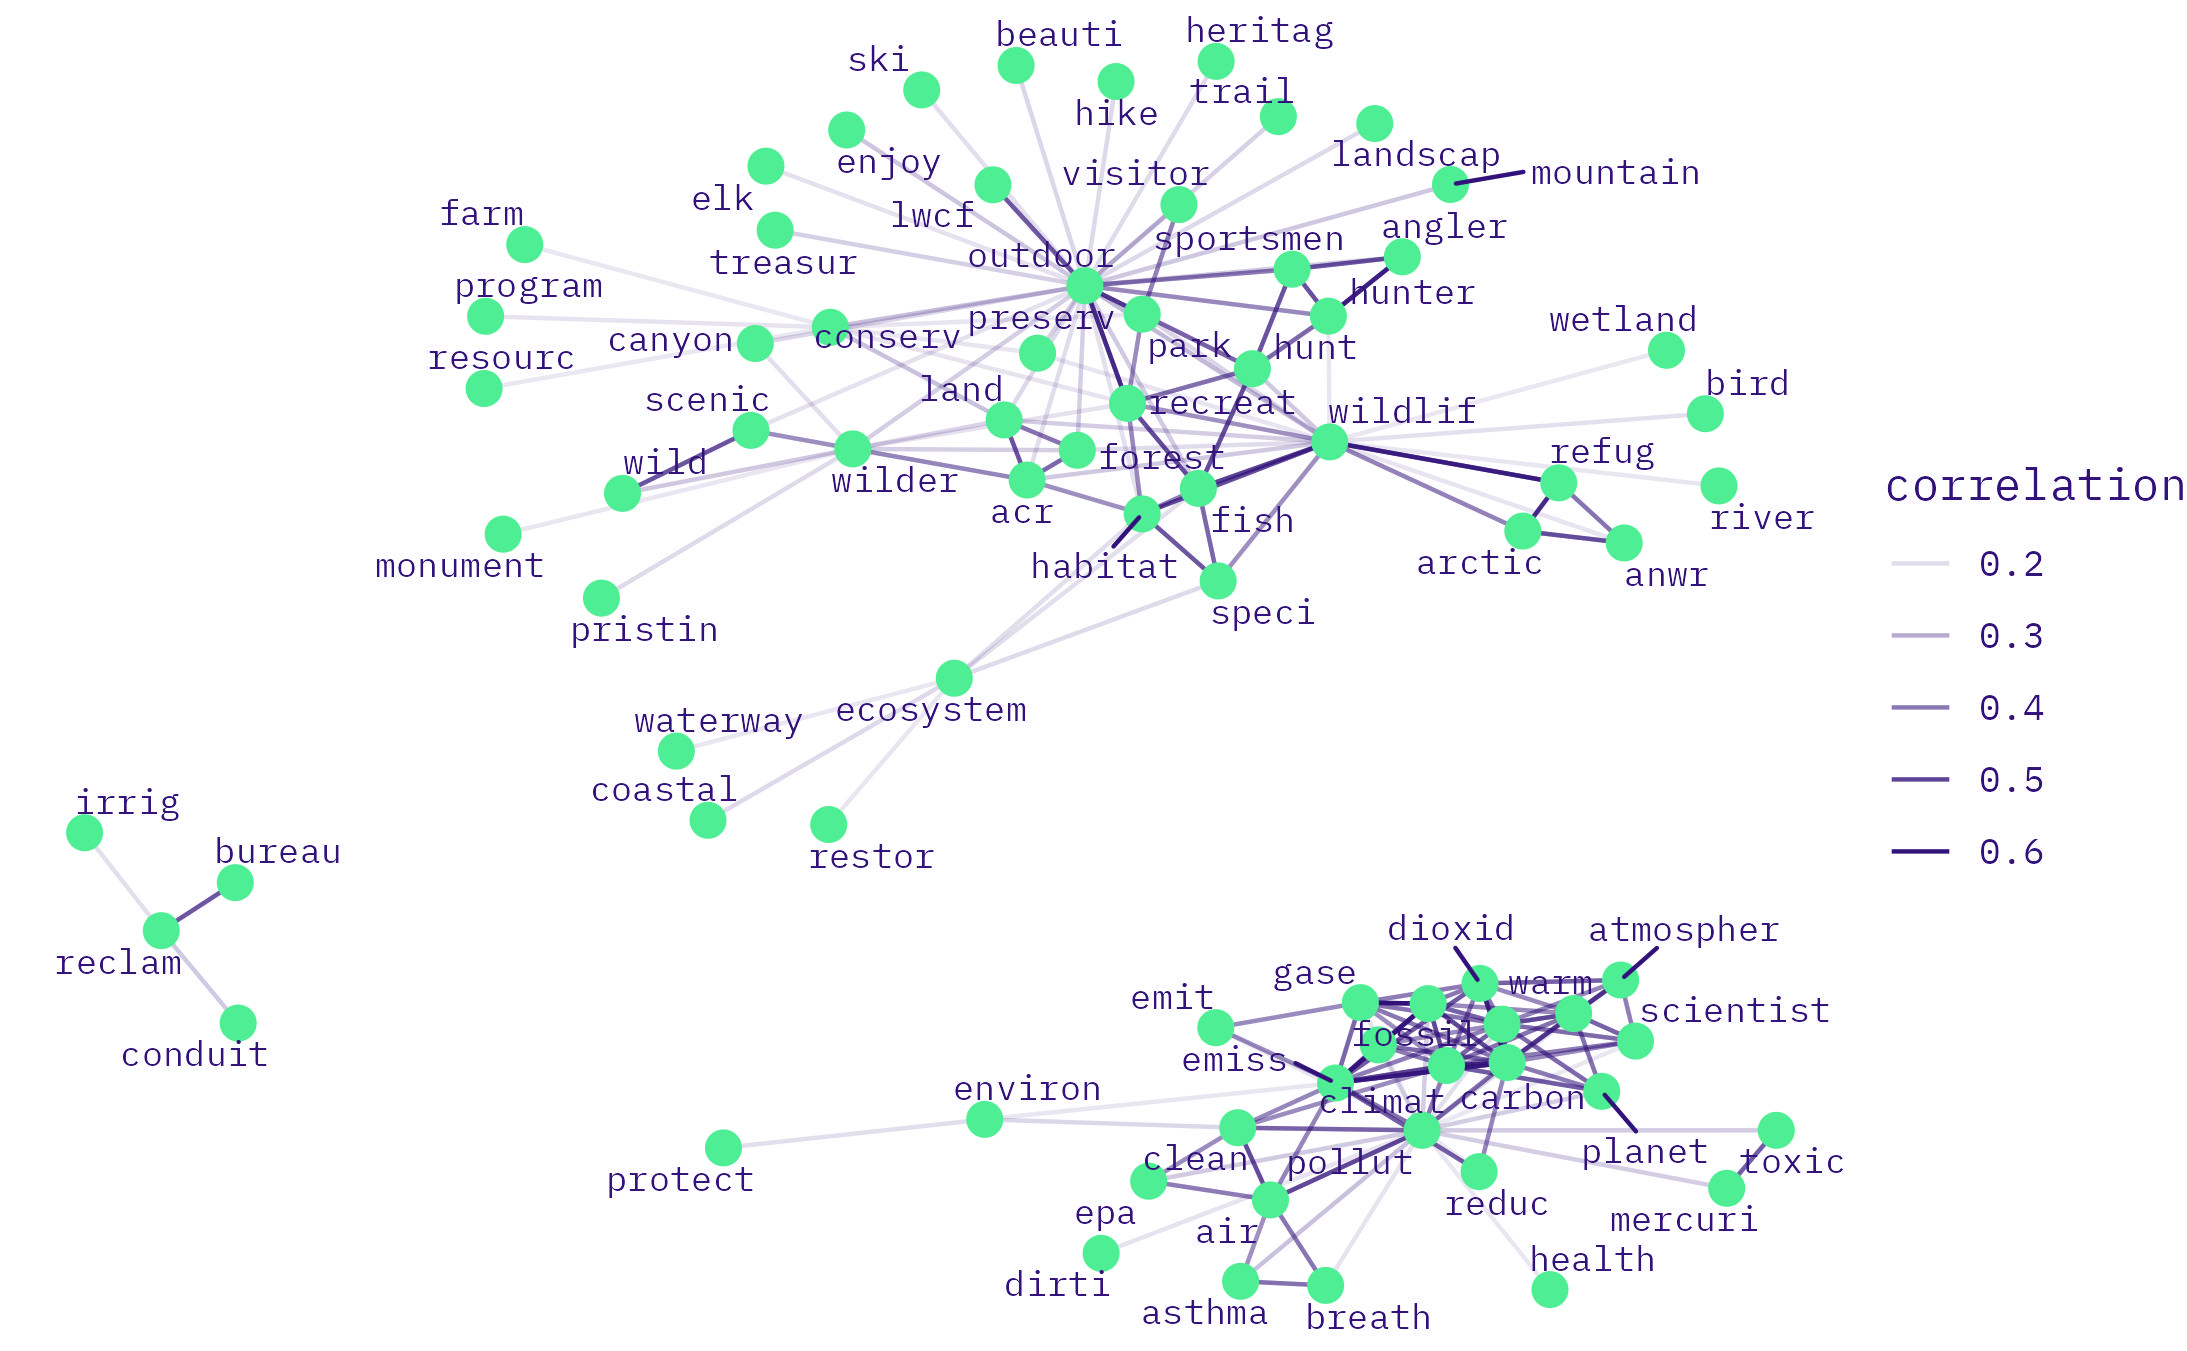 beauti
heritag
ski
trail
hike
enjoy
landscap
mountain
visitor
elk
lwcf
farm
angler
sportsmen
outdoor
treasur
program
hunter
preserv
wetland
canyon
conserv
park
hunt
resourc
bird
land
scenic
recreat
wildlif
refug
wild
forest
wilder
correlation
acr
fish
river
0.2
monument
habitat
arctic
anwr
speci
pristin
0.3
0.4
ecosystem
waterway
0.5
coastal
irrig
bureau
restor
0.6
dioxid
atmospher
reclam
gase
warm
emit
scientist
fossil
conduit
emiss
environ
climat
carbon
clean
pollut
planet
toxic
protect
epa
air
reduc
mercuri
health
dirti
asthma
breath